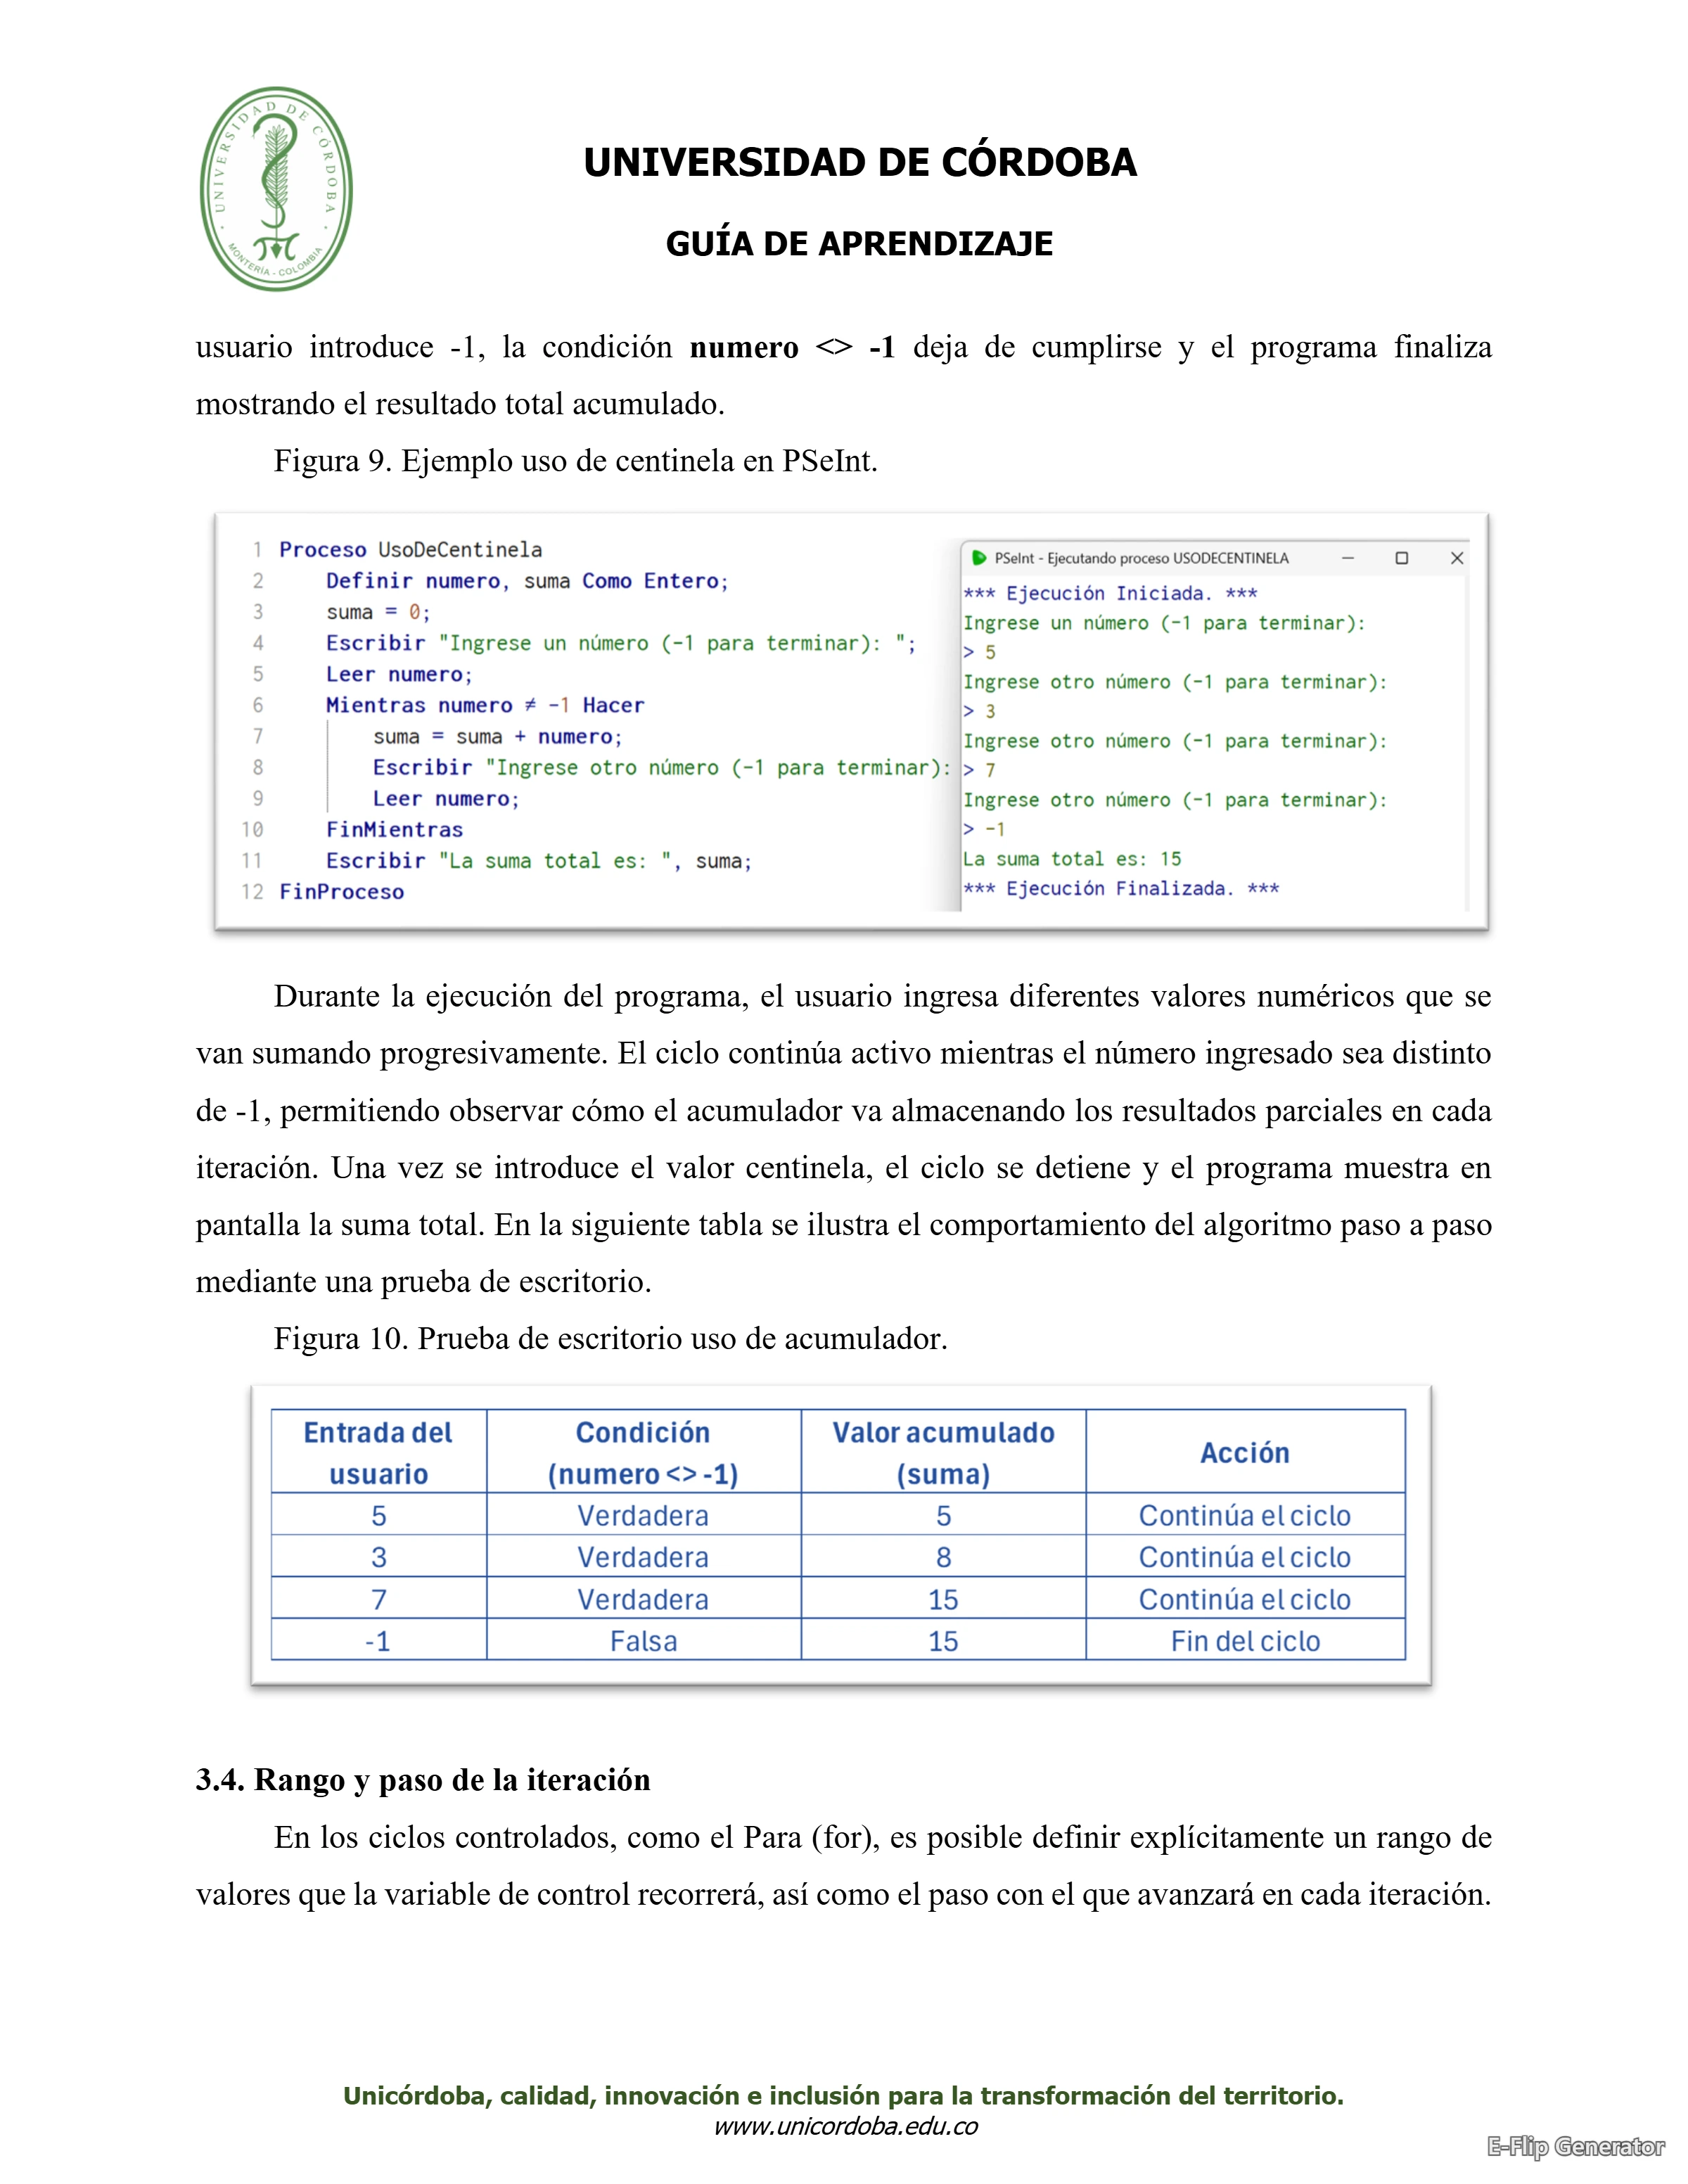 UNIVERSIDAD DE CÓRDOBA
MONTERÍA - COLOMBIA
UNIVERSIDAD DE CÓRDOBA
GUÍA DE APRENDIZAJE
usuario introduce -1, la condición numero <> -1 deja de cumplirse y el programa finaliza
mostrando el resultado total acumulado.
Figura 9. Ejemplo uso de centinela en PSeInt.
1 Proceso UsoDeCentinela
2 Definir numero, suma Como Entero;
3 suma = 0;
4 Escribir "Ingrese un número (-1 para terminar): ";
5 Leer numero;
6 Mientras numero ≠ -1 Hacer
7 suma = suma + numero;
8 Escribir "Ingrese otro número (-1 para terminar):
9 Leer numero;
10 FinMientras
11 Escribir "La suma total es: ", suma;
12 FinProceso
PSeInt - Ejecutando proceso USODECENTINELA
*** Ejecución Iniciada. ***
Ingrese un número (-1 para terminar):
> 5
Ingrese otro número (-1 para terminar):
> 3
Ingrese otro número (-1 para terminar):
> 7
Ingrese otro número (-1 para terminar):
> -1
La suma total es: 15
*** Ejecución Finalizada. ***
Durante la ejecución del programa, el usuario ingresa diferentes valores numéricos que se
van sumando progresivamente. El ciclo continúa activo mientras el número ingresado sea distinto
de -1, permitiendo observar cómo el acumulador va almacenando los resultados parciales en cada
iteración. Una vez se introduce el valor centinela, el ciclo se detiene y el programa muestra en
pantalla la suma total. En la siguiente tabla se ilustra el comportamiento del algoritmo paso a paso
mediante una prueba de escritorio.
Figura 10. Prueba de escritorio uso de acumulador.
Entrada del usuario Condición (numero <> -1) Valor acumulado (suma) Acción
5 Verdadera 5 Continúa el ciclo
3 Verdadera 8 Continúa el ciclo
7 Verdadera 15 Continúa el ciclo
-1 Falsa 15 Fin del ciclo
3.4. Rango y paso de la iteración
En los ciclos controlados, como el Para (for), es posible definir explícitamente un rango de
valores que la variable de control recorrerá, así como el paso con el que avanzará en cada iteración.
Unicórdoba, calidad, innovación e inclusión para la transformación del territorio.
www.unicordoba.edu.co
E-Flip Generator